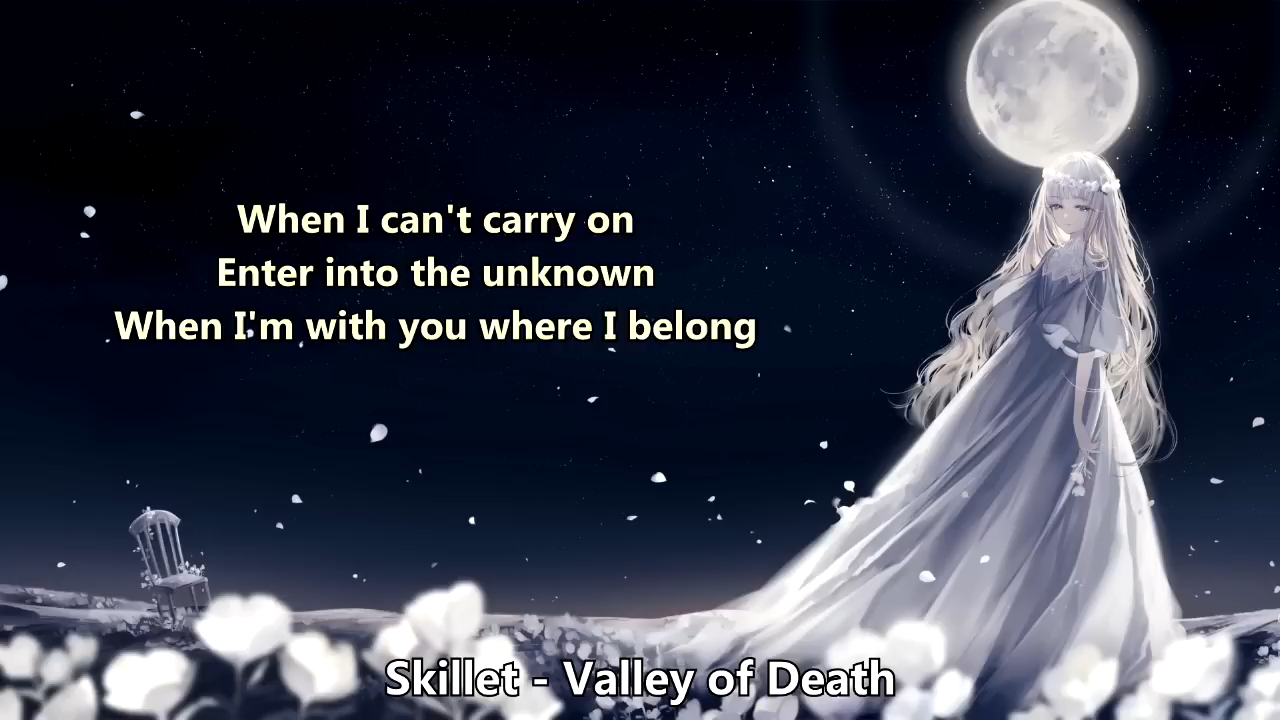 When I can't carry on
Enter into the unknown
When I'm with you where I belong
Skillet - Valley of Death